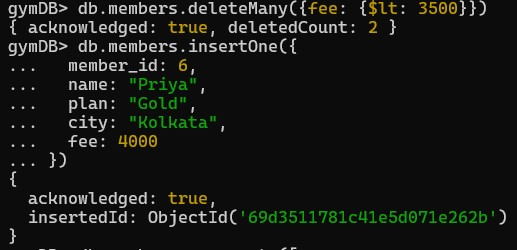 gymDB> db.members.deleteMany({fee: {$lt: 3500}})
{ acknowledged: true, deletedCount: 2 }
gymDB> db.members.insertOne({
...   member_id: 6,
...   name: "Priya",
...   plan: "Gold",
...   city: "Kolkata",
...   fee: 4000
... })
{
  acknowledged: true,
  insertedId: ObjectId('69d3511781c41e5d071e262b')
}